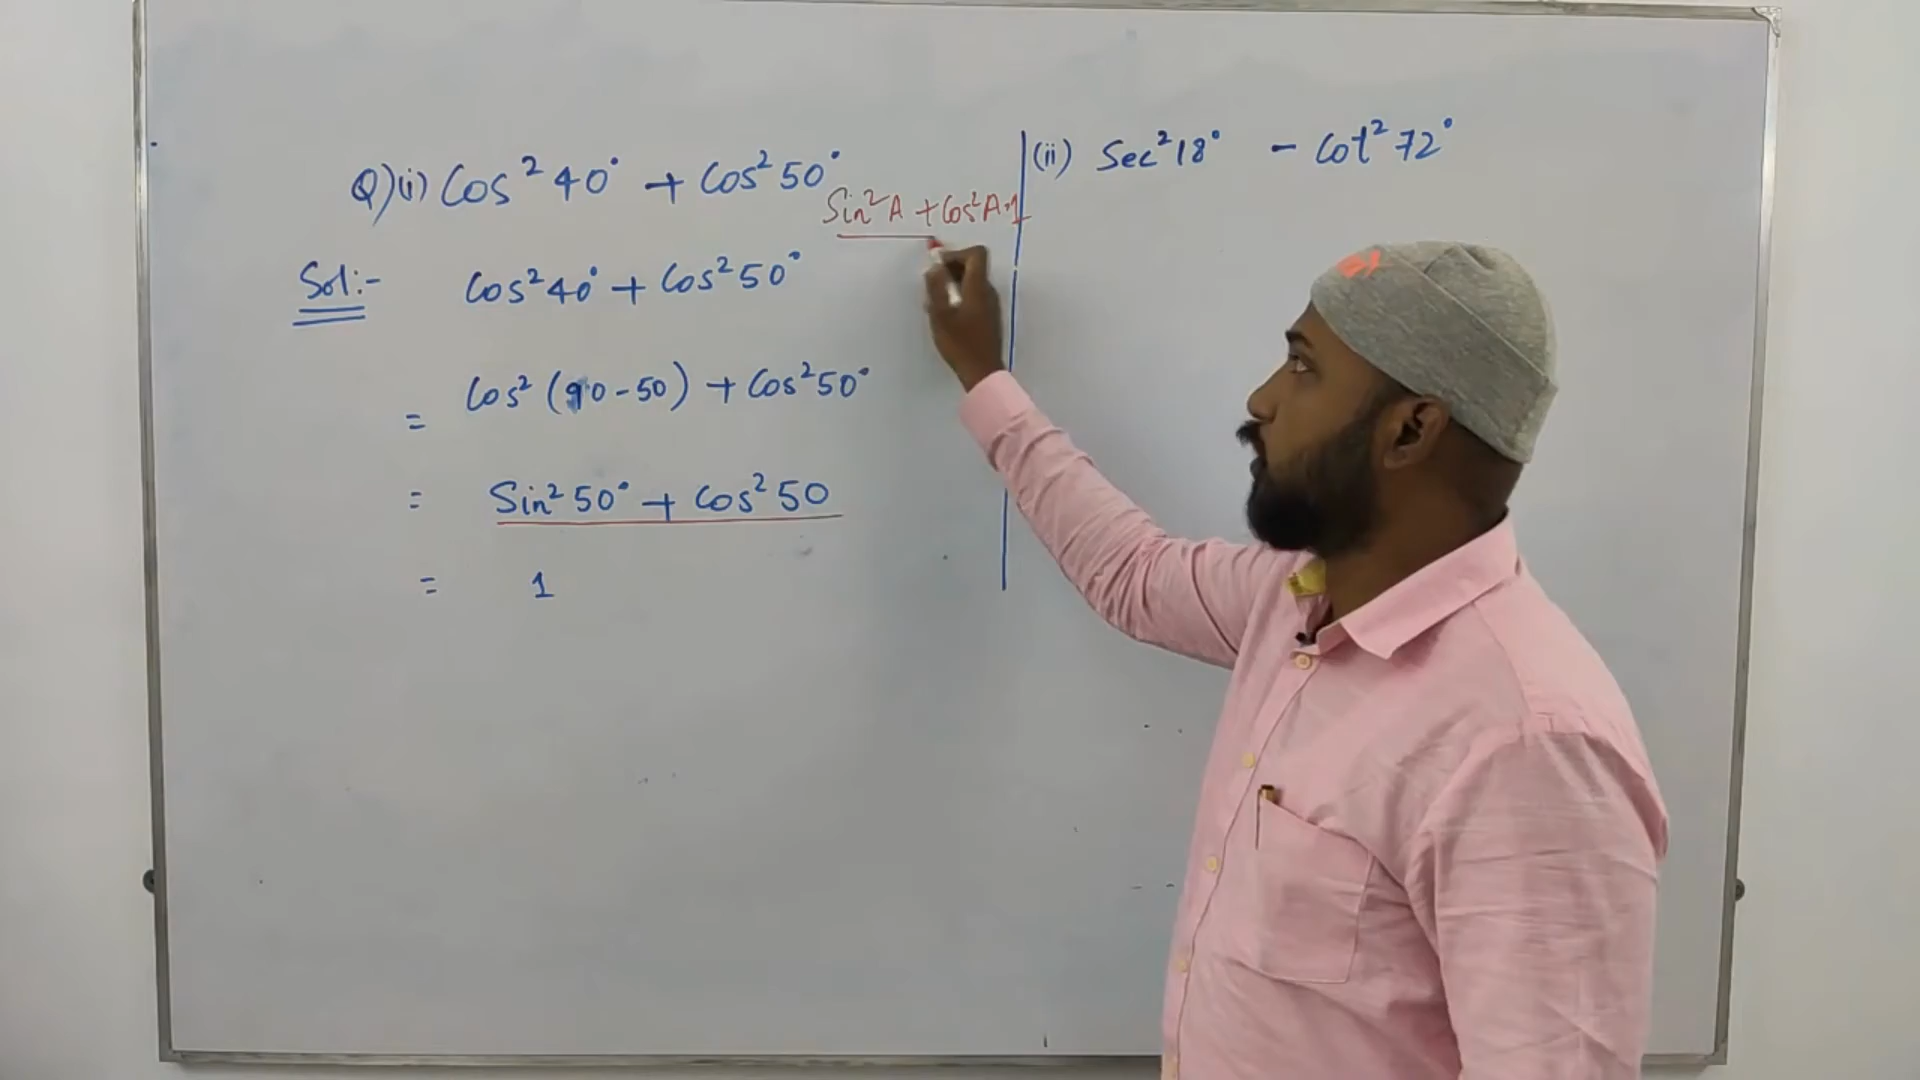 Q)(i) Cos²40° + Cos²50°
Sin²A + Cos²A=1
Sol:- Cos²40° + Cos²50°
= Cos²(90-50) + Cos²50°
= Sin²50° + Cos²50
= 1
(ii) Sec²18° - Cot²72°